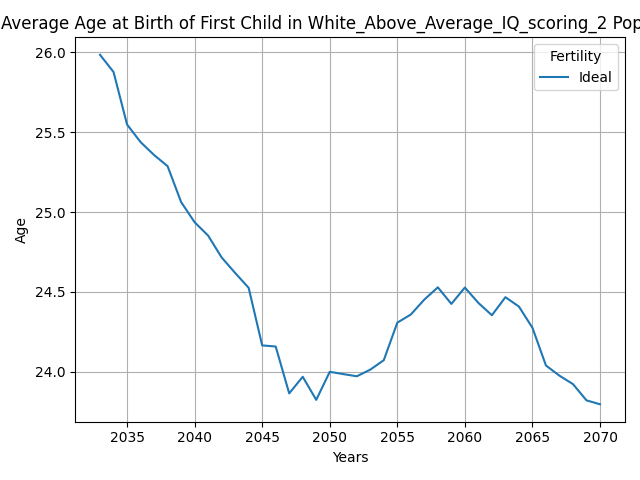 Average Age at Birth of First Child in White_Above_Average_IQ_scoring_2 Pop
Fertility
Ideal
26.0
25.5
25.0
24.5
24.0
Age
2035 2040 2045 2050 2055 2060 2065 2070
Years